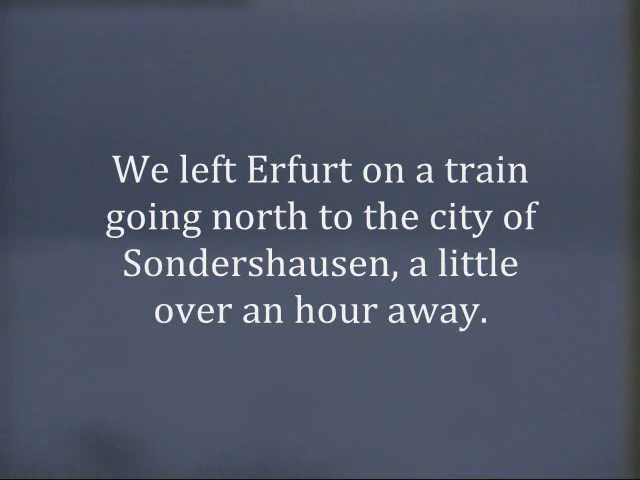 We left Erfurt on a train
going north to the city of
Sondershausen, a little
over an hour away.